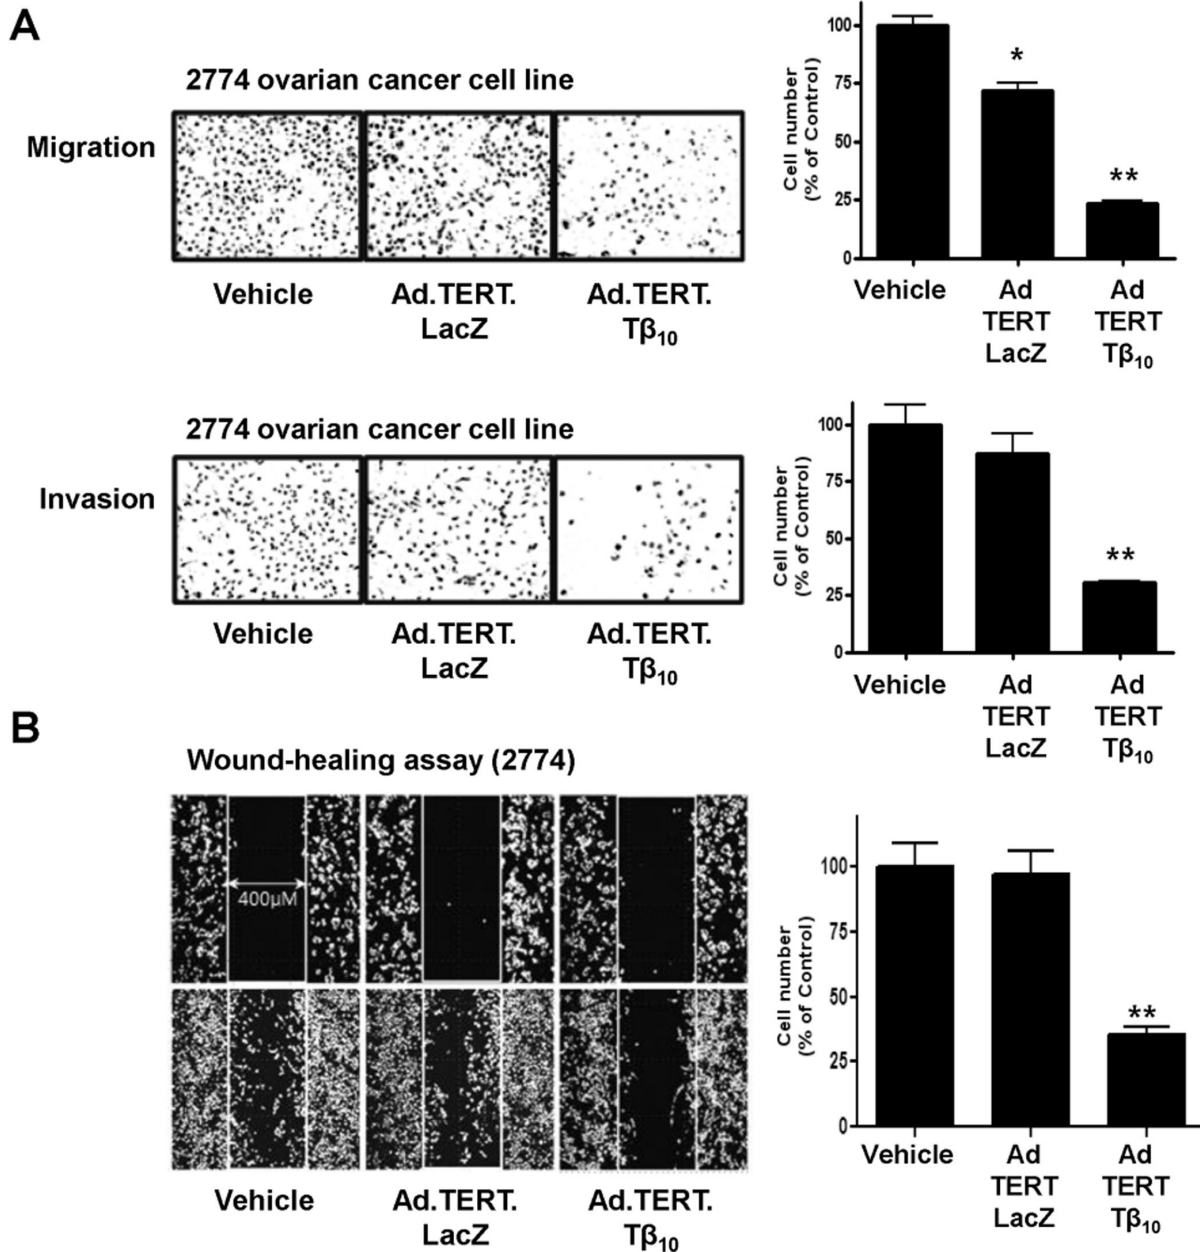 A
2774 ovarian cancer cell line
Migration
Vehicle
Ad.TERT.
LacZ
Ad.TERT.
Tβ₁₀
Cell number
(% of Control)
100
75
50
25
0
*
**
Vehicle
Ad
TERT
LacZ
Ad
TERT
Tβ₁₀
2774 ovarian cancer cell line
Invasion
Vehicle
Ad.TERT.
LacZ
Ad.TERT.
Tβ₁₀
Cell number
(% of Control)
100
75
50
25
0
**
Vehicle
Ad
TERT
LacZ
Ad
TERT
Tβ₁₀
B
Wound-healing assay (2774)
400μM
Vehicle
Ad.TERT.
LacZ
Ad.TERT.
Tβ₁₀
Cell number
(% of Control)
100
75
50
25
0
**
Vehicle
Ad
TERT
LacZ
Ad
TERT
Tβ₁₀